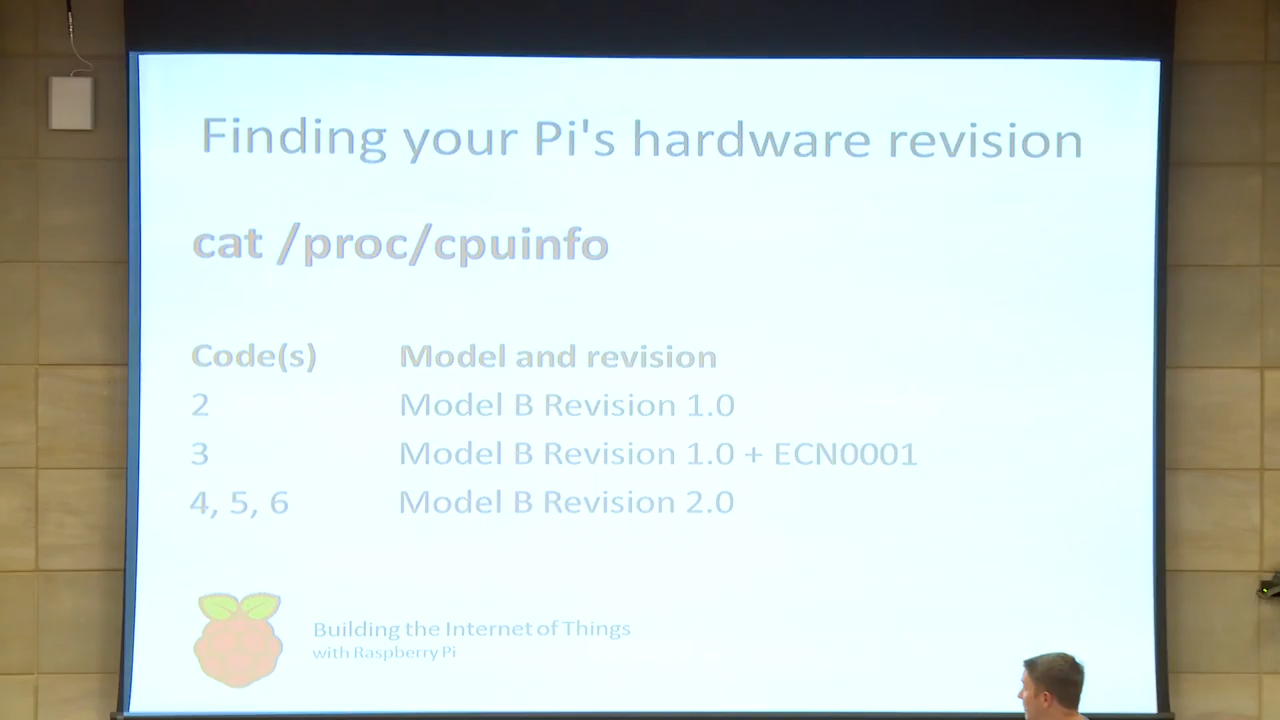 Finding your Pi's hardware revision
cat /proc/cpuinfo
Code(s) Model and revision
2 Model B Revision 1.0
3 Model B Revision 1.0 + ECN0001
4, 5, 6 Model B Revision 2.0
Building the Internet of Things
with Raspberry Pi